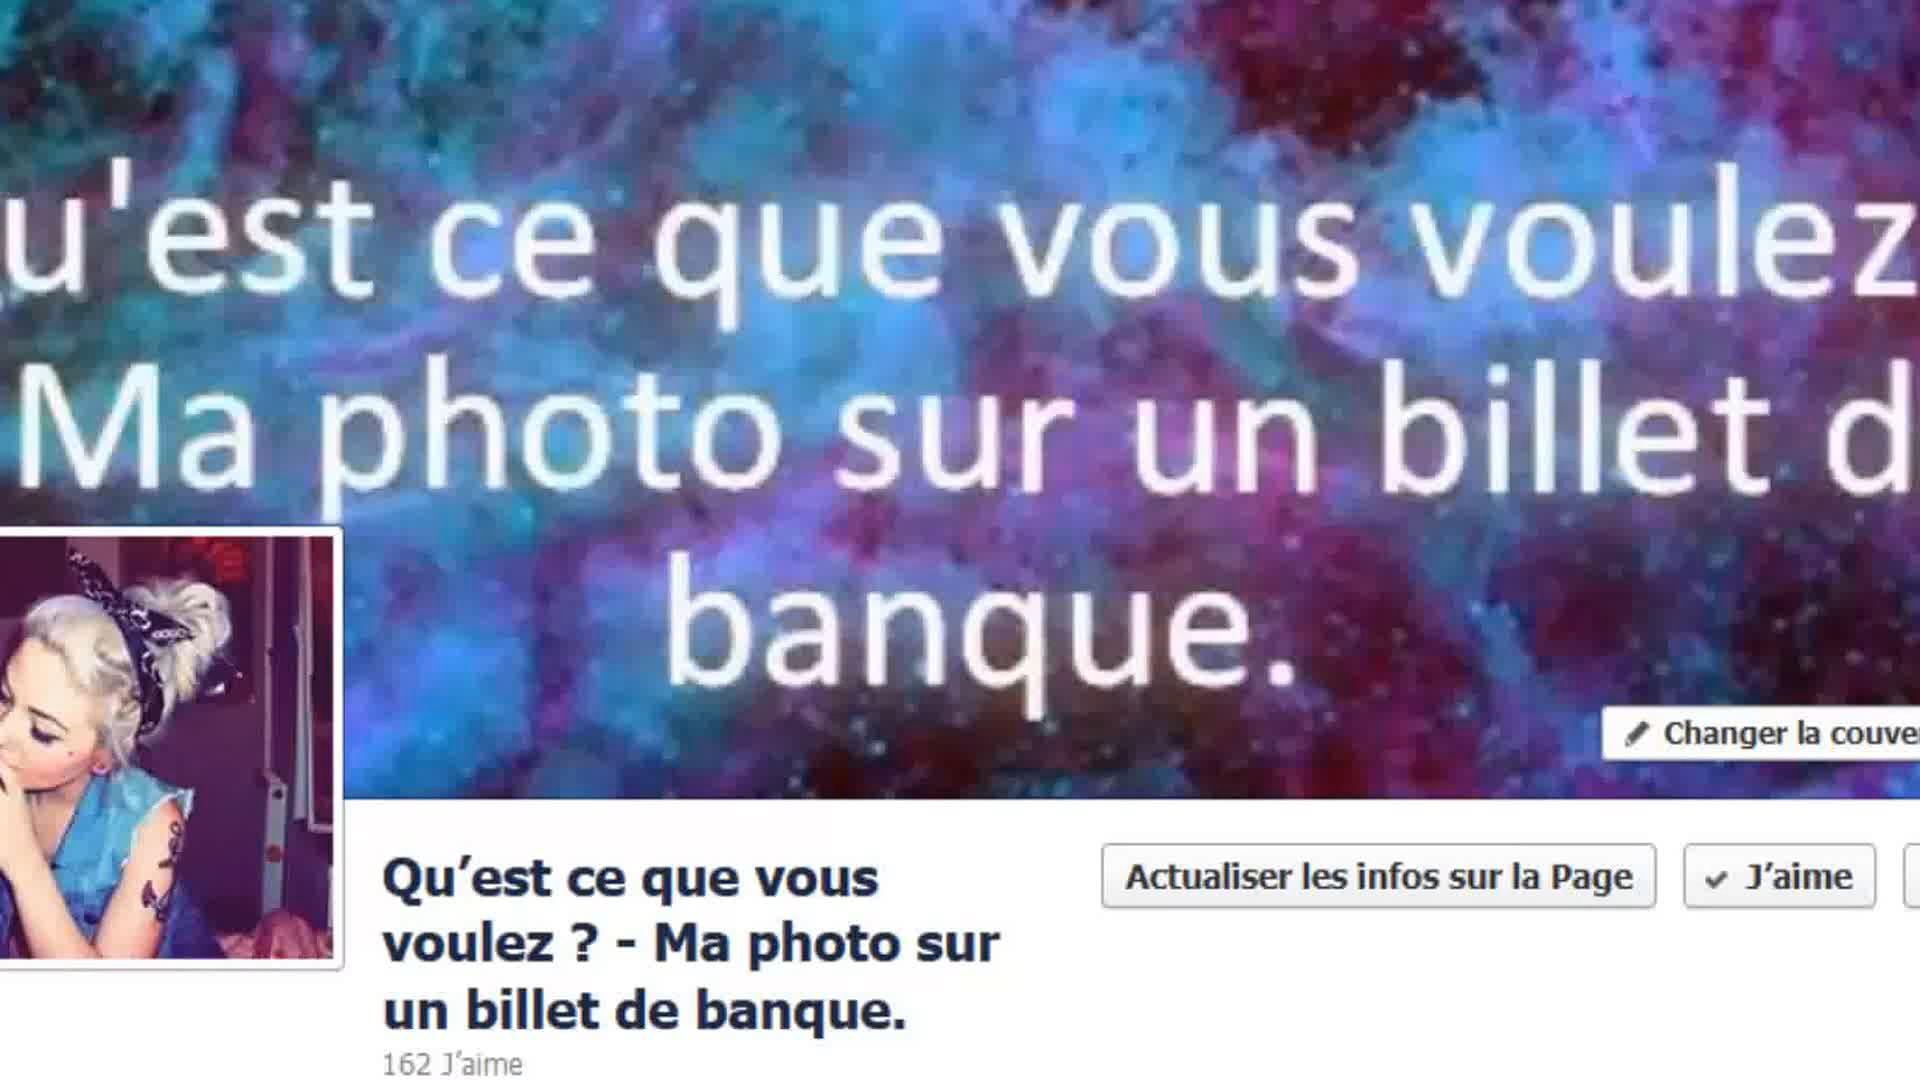 u'est ce que vous voulez
Ma photo sur un billet d
banque.
Changer la couve
Qu’est ce que vous
voulez ? - Ma photo sur
un billet de banque.
162 J’aime
Actualiser les infos sur la Page
J’aime